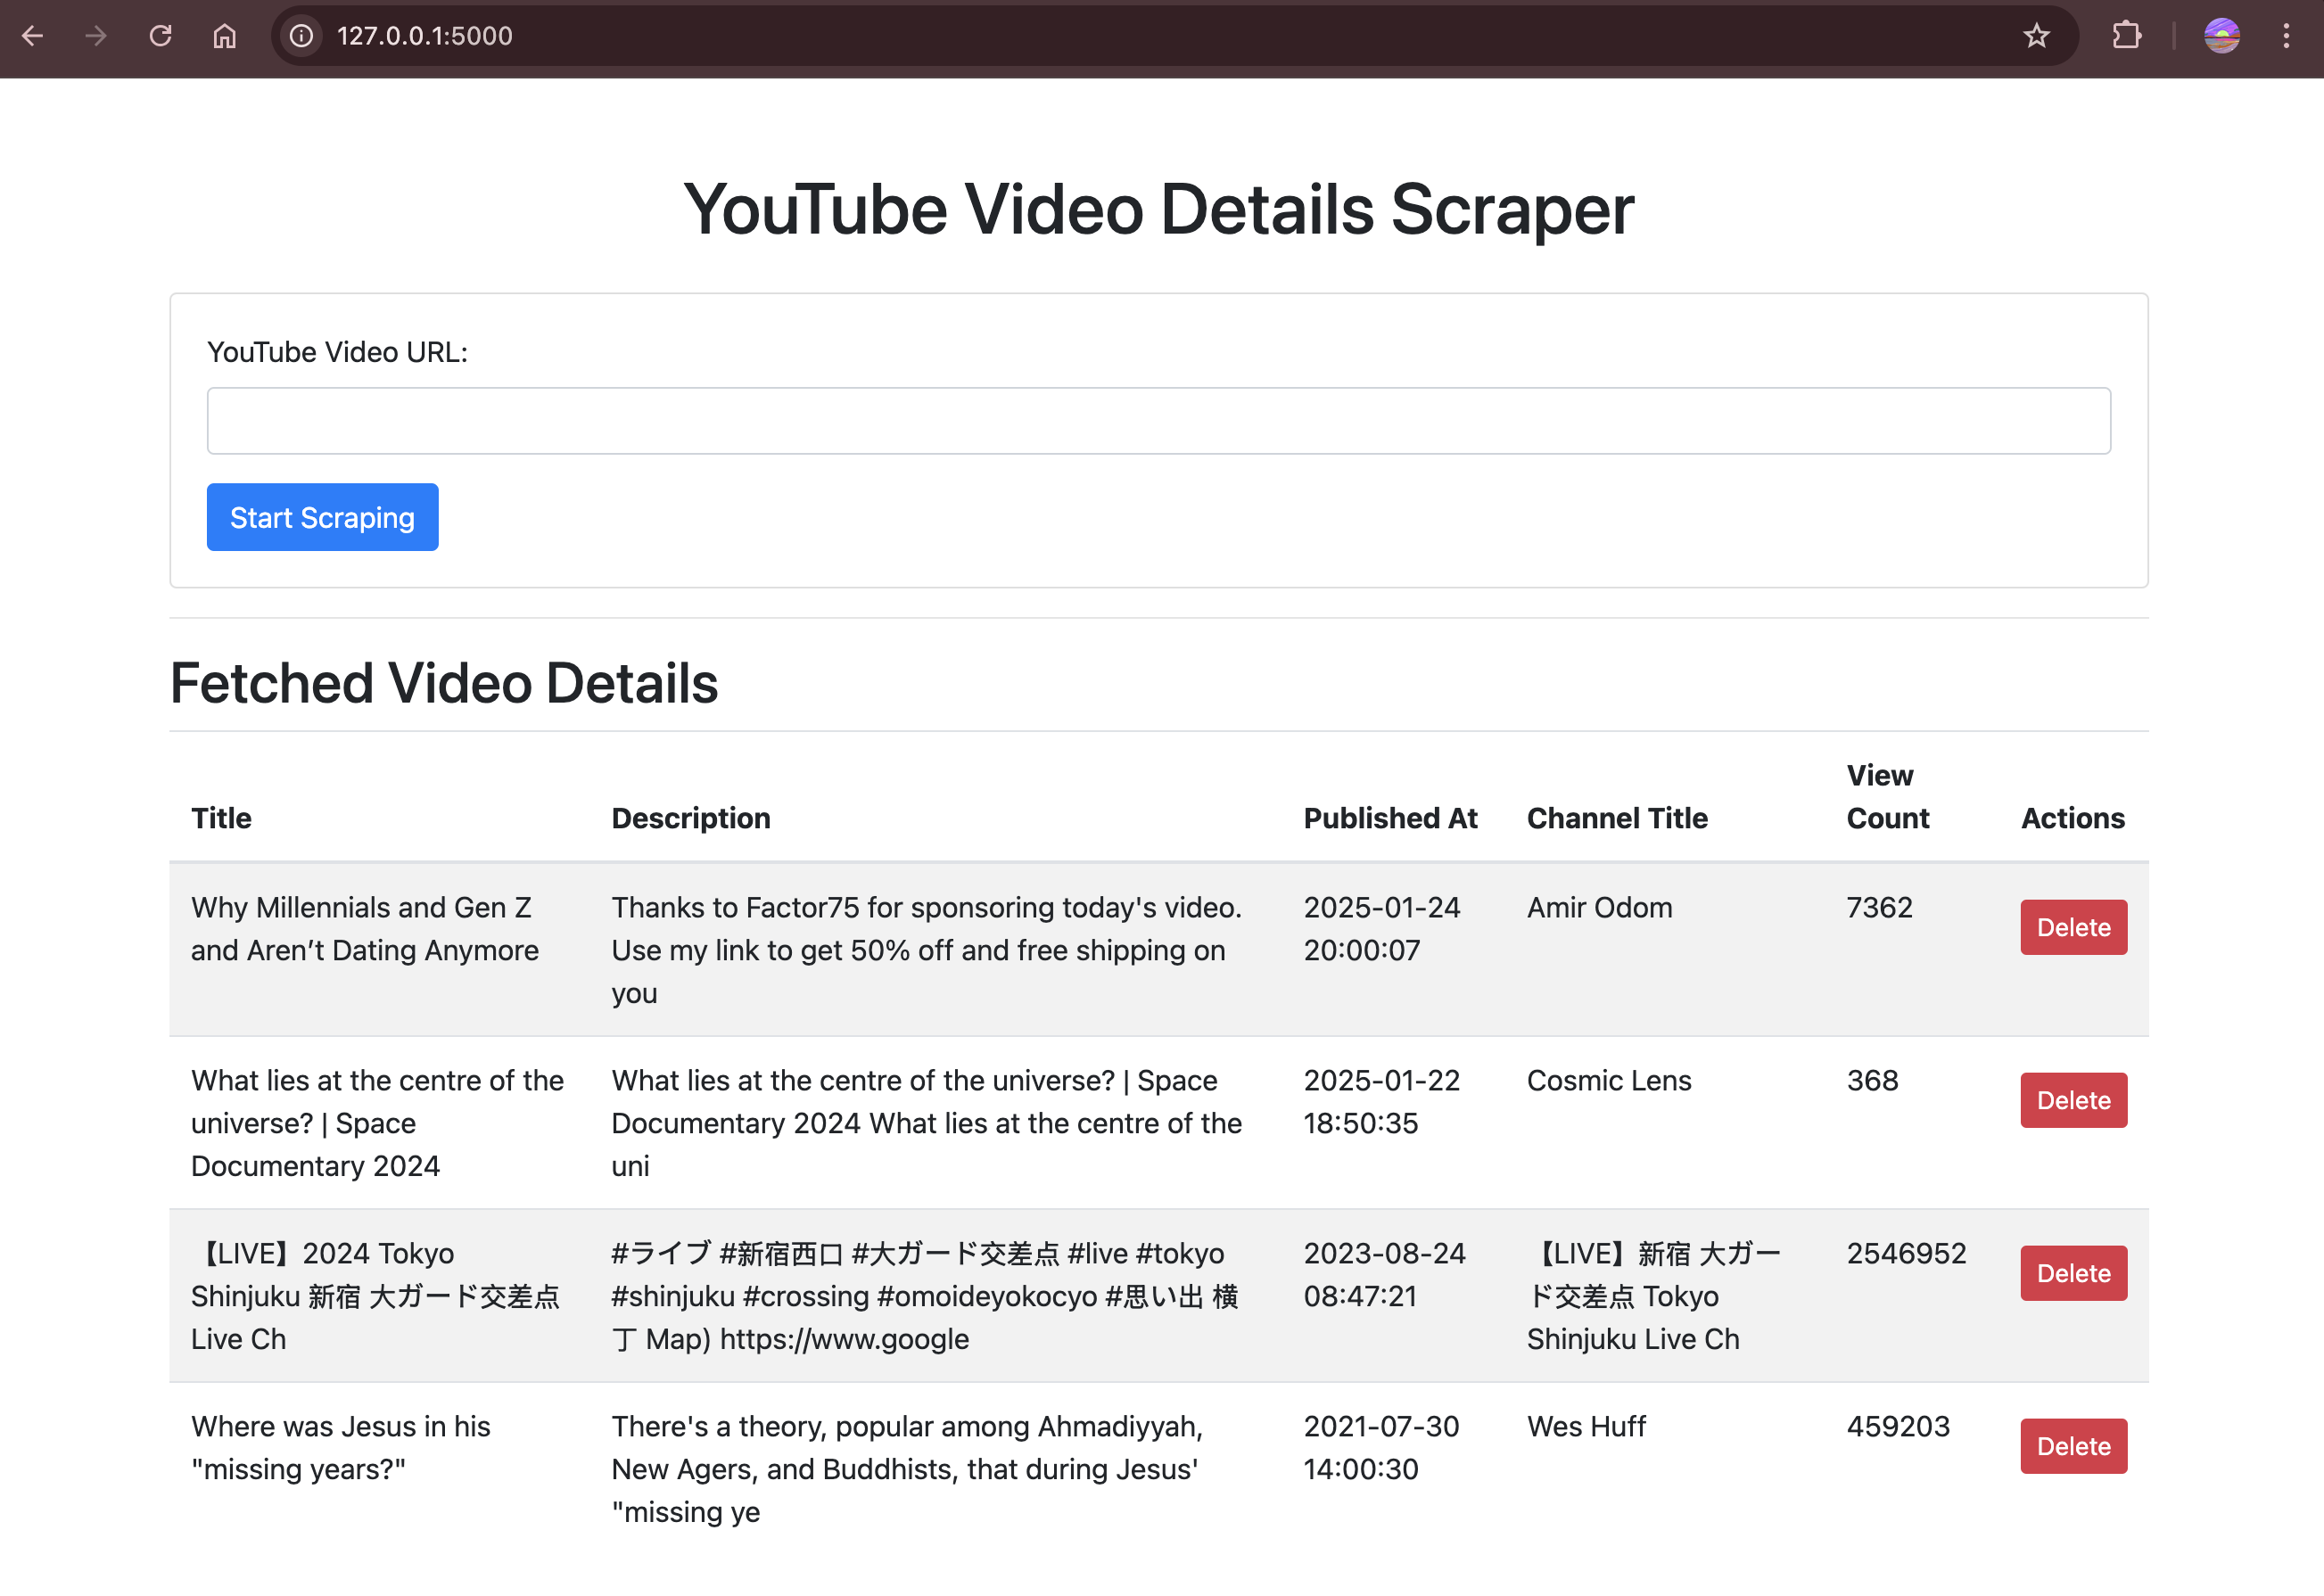 127.0.0.1:5000
YouTube Video Details Scraper
YouTube Video URL:
Start Scraping
Fetched Video Details
Title Description Published At Channel Title View Count Actions
Why Millennials and Gen Z
and Aren’t Dating Anymore
Thanks to Factor75 for sponsoring today's video.
Use my link to get 50% off and free shipping on
you
2025-01-24
20:00:07
Amir Odom
7362
Delete
What lies at the centre of the
universe? | Space
Documentary 2024
What lies at the centre of the universe? | Space
Documentary 2024 What lies at the centre of the
uni
2025-01-22
18:50:35
Cosmic Lens
368
Delete
【LIVE】2024 Tokyo
Shinjuku 新宿 大ガード交差点
Live Ch
#ライブ #新宿西口 #大ガード交差点 #live #tokyo
#shinjuku #crossing #omoideyokocyo #思い出 横
丁 Map) https://www.google
2023-08-24
08:47:21
【LIVE】新宿 大ガー
ド交差点 Tokyo
Shinjuku Live Ch
2546952
Delete
Where was Jesus in his
"missing years?"
There's a theory, popular among Ahmadiyyah,
New Agers, and Buddhists, that during Jesus'
"missing ye
2021-07-30
14:00:30
Wes Huff
459203
Delete